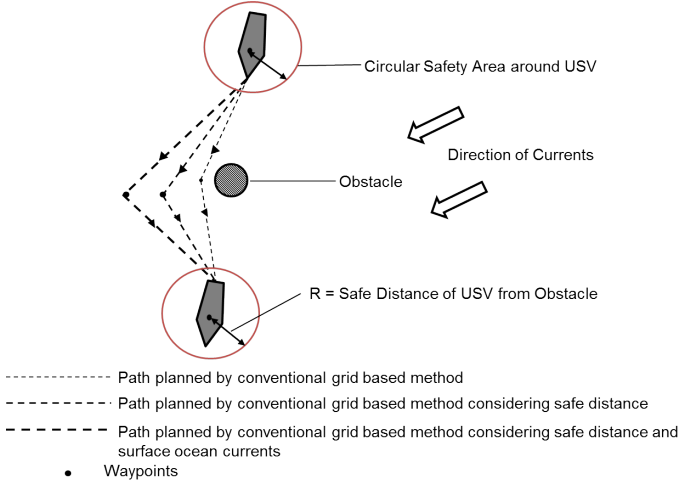 Circular Safety Area around USV
Direction of Currents
Obstacle
R = Safe Distance of USV from Obstacle
Path planned by conventional grid based method
Path planned by conventional grid based method considering safe distance
Path planned by conventional grid based method considering safe distance and
surface ocean currents
Waypoints